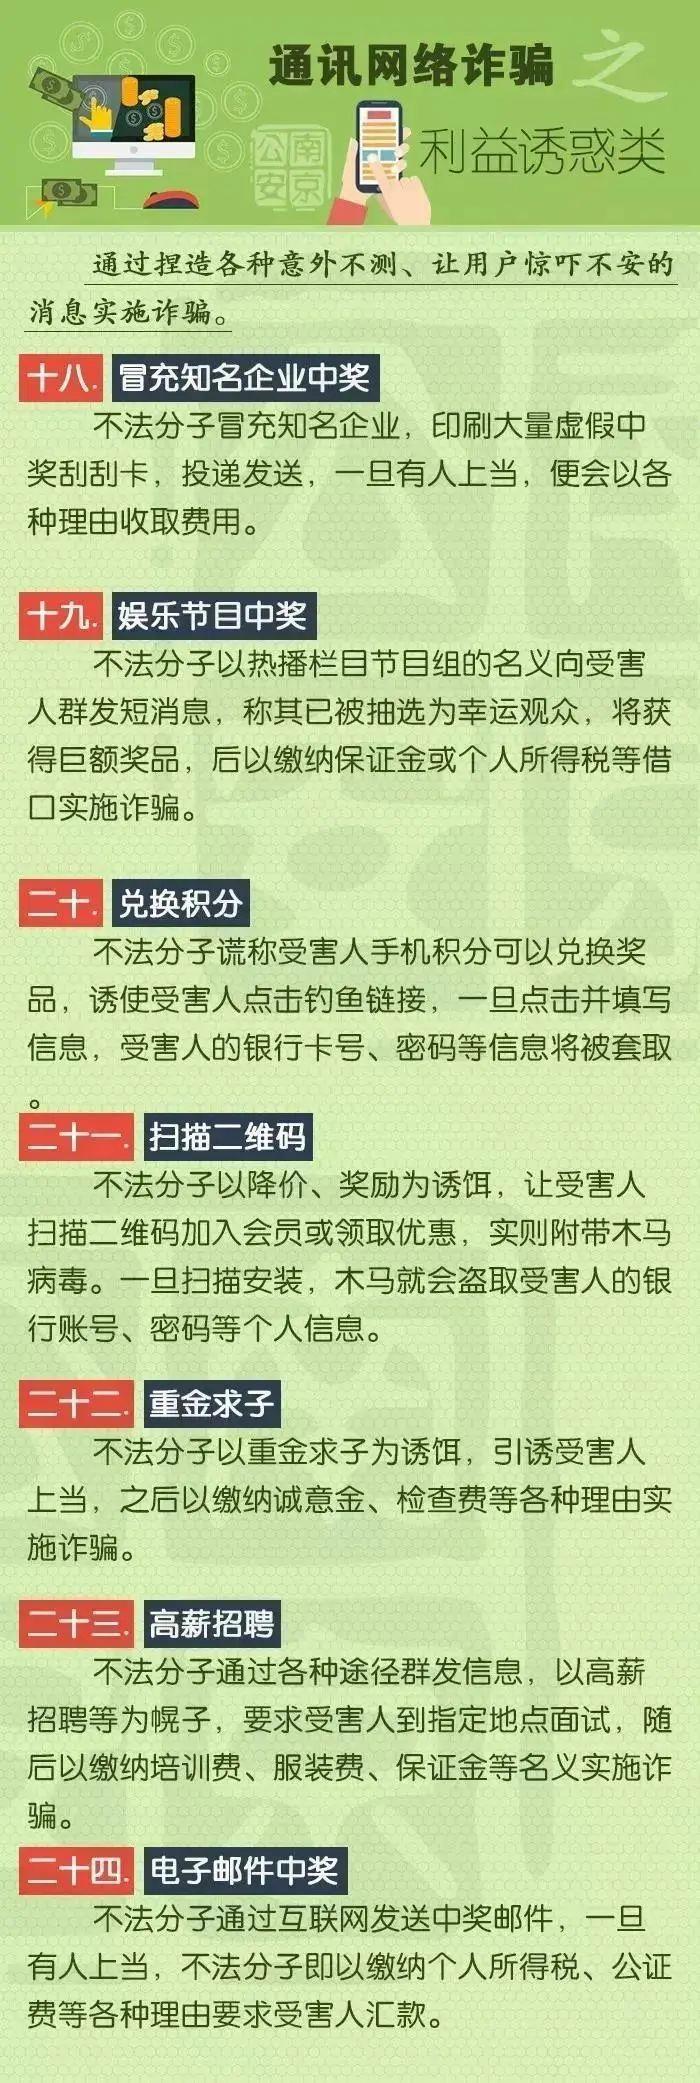 通讯网络诈骗之
利益诱惑类
南京
公安
通过捏造各种意外不测、让用户惊吓不安的
消息实施诈骗。
十八. 冒充知名企业中奖
不法分子冒充知名企业，印刷大量虚假中
奖刮刮卡，投递发送，一旦有人上当，便会以各
种理由收取费用。
十九. 娱乐节目中奖
不法分子以热播栏目节目组的名义向受害
人群发短消息，称其已被抽选为幸运观众，将获
得巨额奖品，后以缴纳保证金或个人所得税等借
口实施诈骗。
二十. 兑换积分
不法分子谎称受害人手机积分可以兑换奖
品，诱使受害人点击钓鱼链接，一旦点击并填写
信息，受害人的银行卡号、密码等信息将被套取
。
二十一. 扫描二维码
不法分子以降价、奖励为诱饵，让受害人
扫描二维码加入会员或领取优惠，实则附带木马
病毒。一旦扫描安装，木马就会盗取受害人的银
行账号、密码等个人信息。
二十二. 重金求子
不法分子以重金求子为诱饵，引诱受害人
上当，之后以缴纳诚意金、检查费等各种理由实
施诈骗。
二十三. 高薪招聘
不法分子通过各种途径群发信息，以高薪
招聘等为幌子，要求受害人到指定地点面试，随
后以缴纳培训费、服装费、保证金等名义实施诈
骗。
二十四. 电子邮件中奖
不法分子通过互联网发送中奖邮件，一旦
有人上当，不法分子即以缴纳个人所得税、公证
费等各种理由要求受害人汇款。